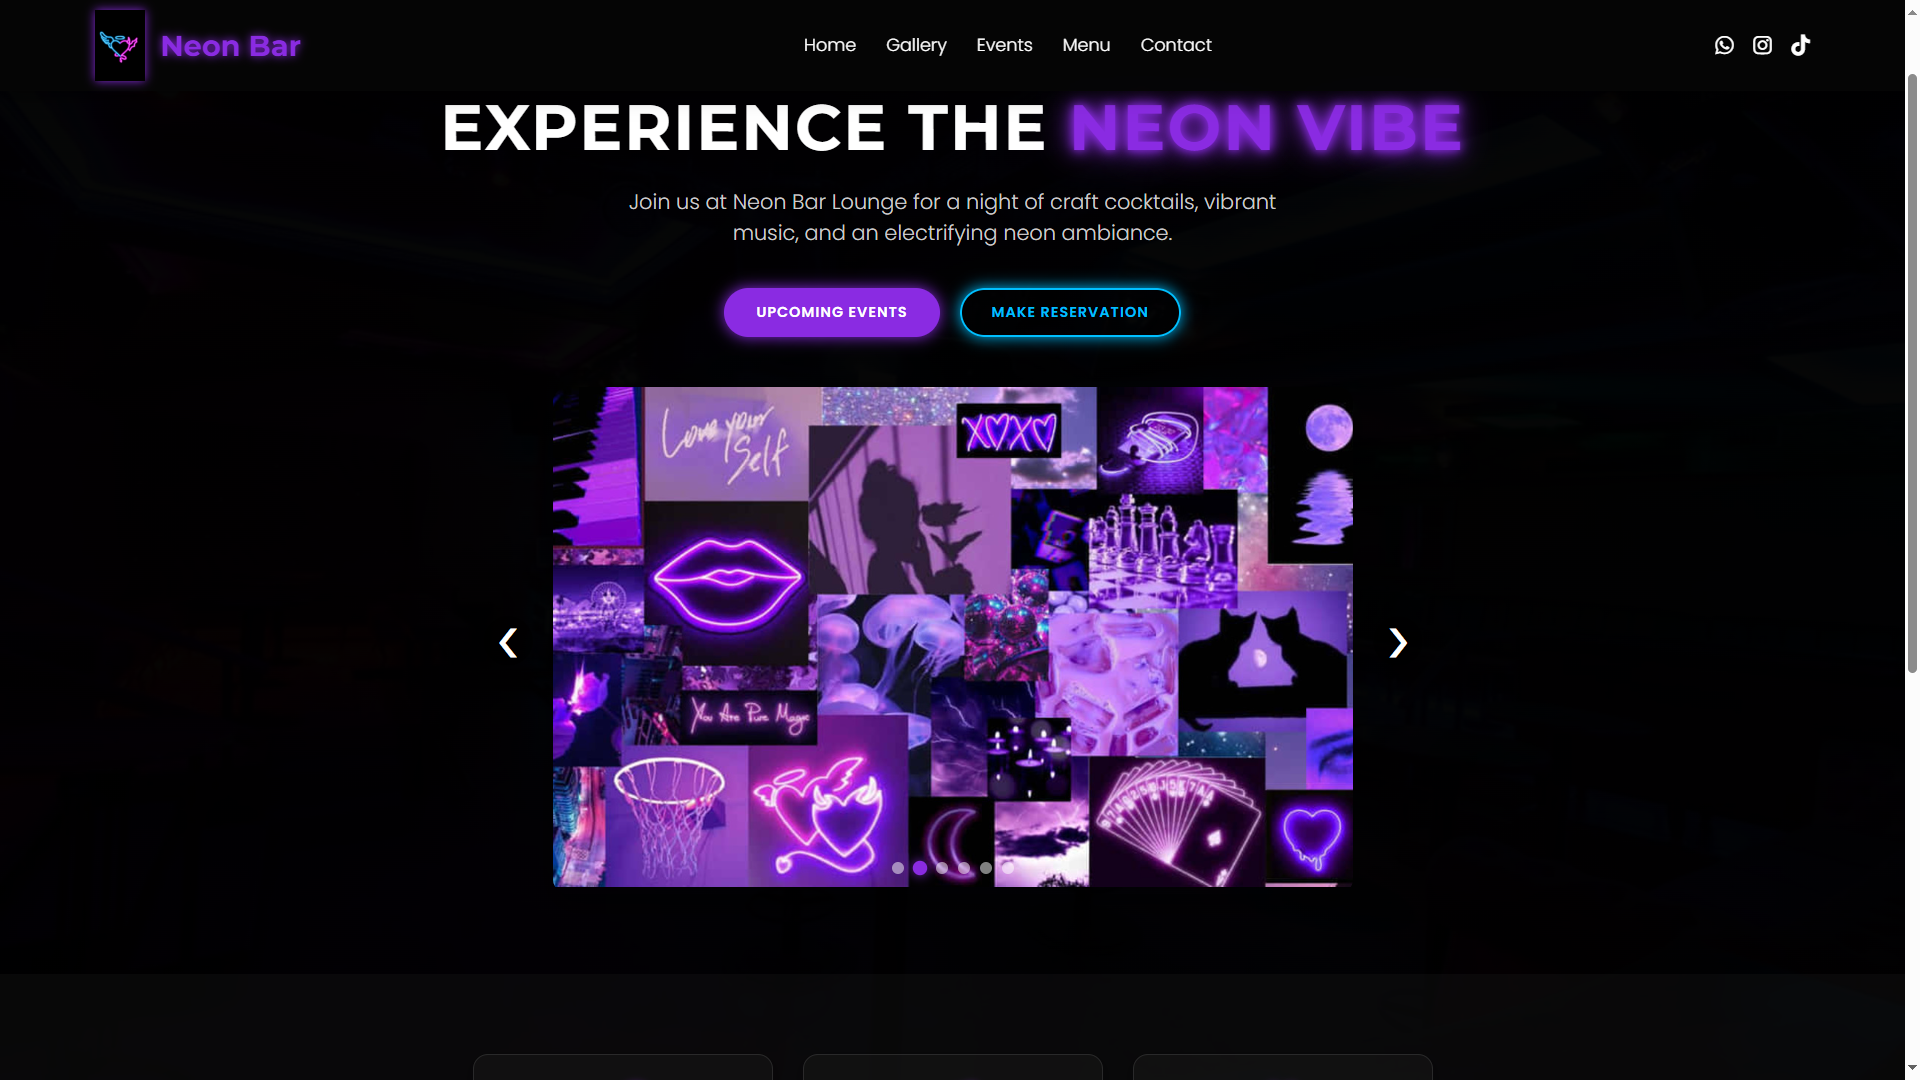 Neon Bar
Home
Gallery
Events
Menu
Contact
EXPERIENCE THE NEON VIBE
Join us at Neon Bar Lounge for a night of craft cocktails, vibrant
music, and an electrifying neon ambiance.
UPCOMING EVENTS
MAKE RESERVATION
Love your
Self
XOXO
You Are Pure Magic